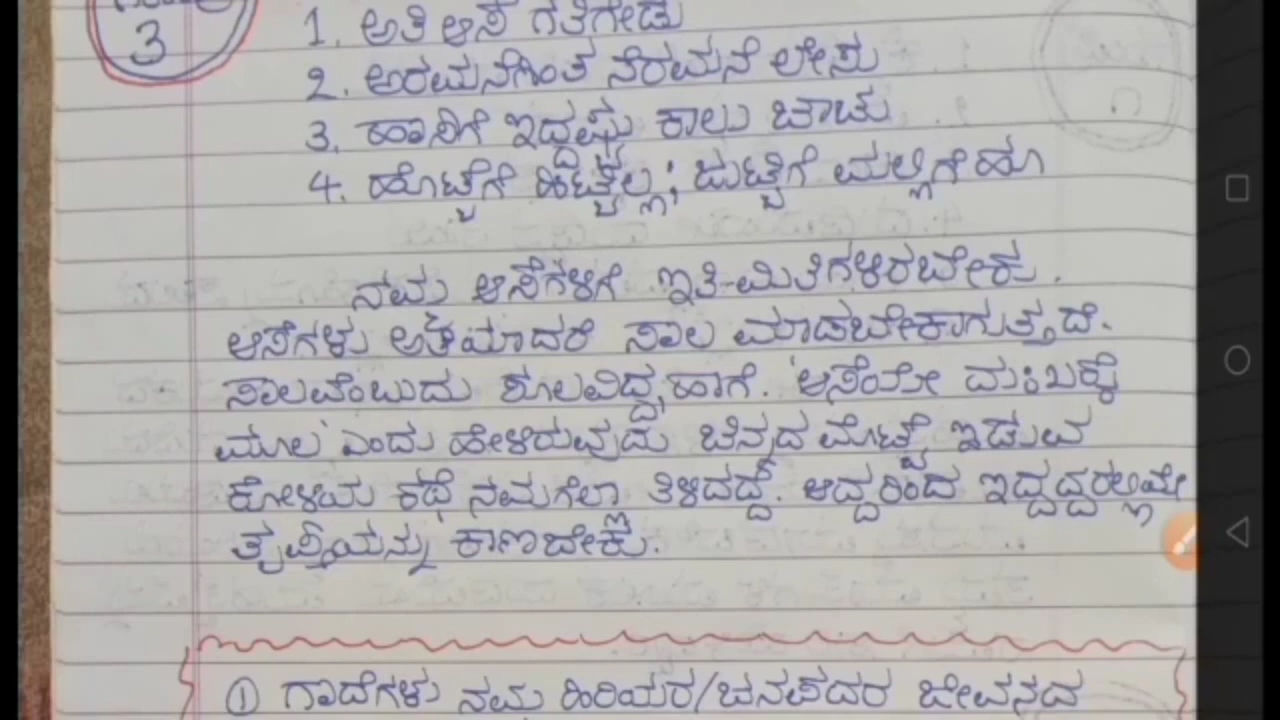 3
1. ಅತಿ ಆಸೆ ಗತಿಗೇಡು
2. ಅರಮನೆಗಿಂತ ನೆರಮನೆ ಲೇಸು
3. ಹಾಸಿಗೆ ಇದ್ದಷ್ಟು ಕಾಲು ಚಾಚು
4. ಹೊಟ್ಟೆಗೆ ಹಿಟ್ಟಿಲ್ಲ; ಜುಟ್ಟಿಗೆ ಮಲ್ಲಿಗೆ ಹೂ
ನಮ್ಮ ಆಸೆಗಳಿಗೆ ಇತಿ-ಮಿತಿಗಳಿರಬೇಕು.
ಆಸೆಗಳು ಅತಿಯಾದರೆ ಸಾಲ ಮಾಡಬೇಕಾಗುತ್ತದೆ.
ಸಾಲವೆಂಬುದು ಶೂಲವಿದ್ದ ಹಾಗೆ. 'ಆಸೆಯೇ ದುಃಖಕ್ಕೆ
ಮೂಲ' ಎಂದು ಹೇಳಿರುವುದು ಚಿನ್ನದ ಮೊಟ್ಟೆ ಇಡುವ
ಕೋಳಿಯ ಕಥೆ ನಮಗೆಲ್ಲಾ ತಿಳಿದದ್ದೆ. ಆದ್ದರಿಂದ ಇದ್ದದ್ದರಲ್ಲಿಯೇ
ತೃಪ್ತಿಯನ್ನು ಕಾಣಬೇಕು.
① ಗಾದೆಗಳು ನಮ್ಮ ಹಿರಿಯರ/ಜನಪದರ ಜೀವನದ